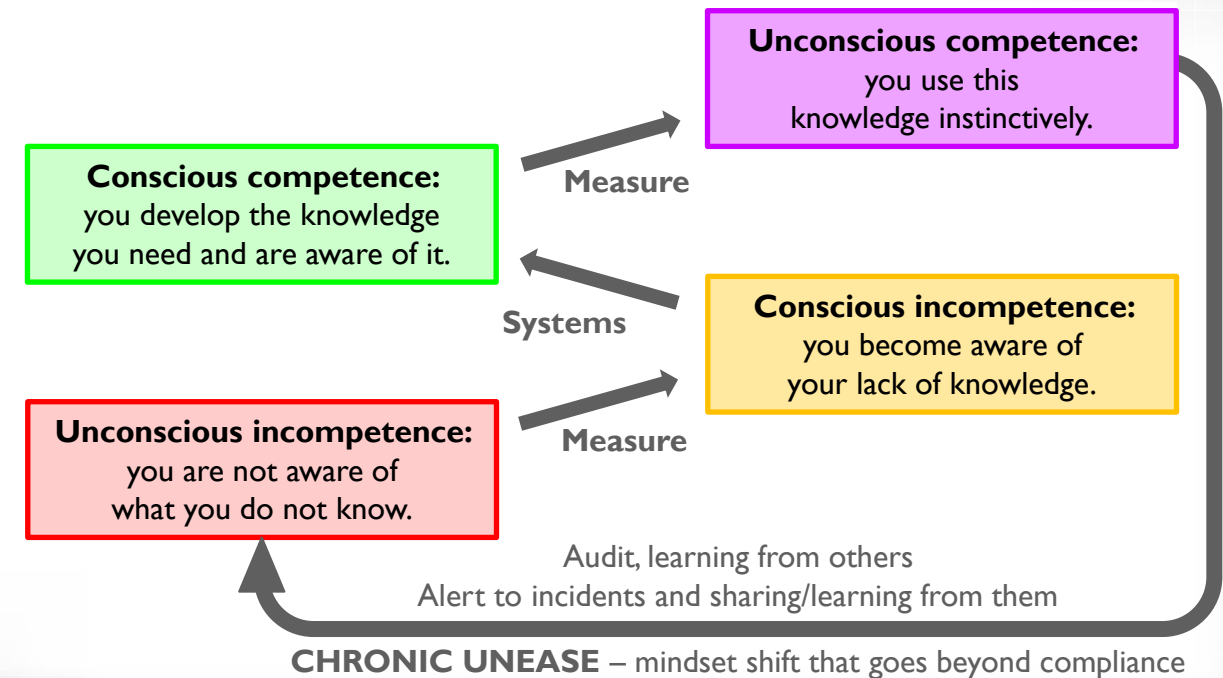 Unconscious competence:
you use this
knowledge instinctively.
Measure
Conscious competence:
you develop the knowledge
you need and are aware of it.
Systems
Conscious incompetence:
you become aware of
your lack of knowledge.
Measure
Unconscious incompetence:
you are not aware of
what you do not know.
Audit, learning from others
Alert to incidents and sharing/learning from them
CHRONIC UNEASE – mindset shift that goes beyond compliance